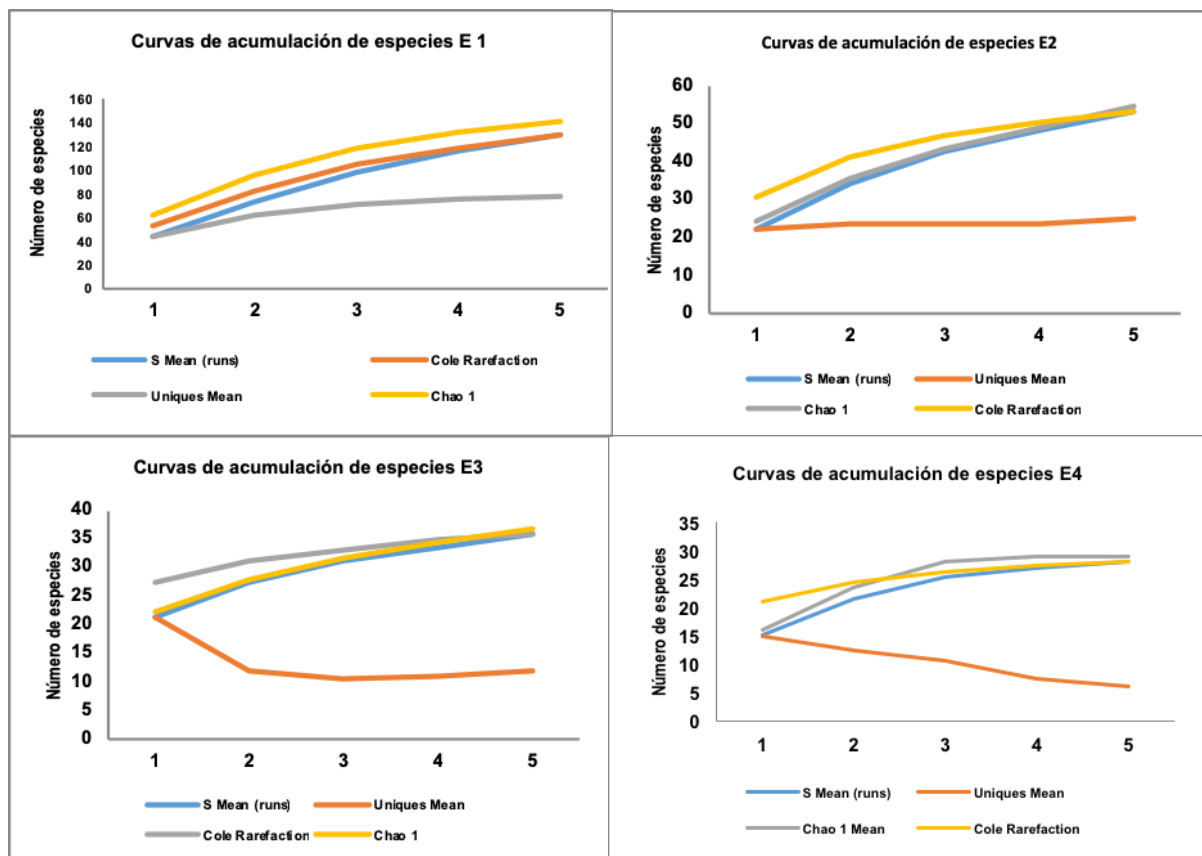 Curvas de acumulación de especies E 1
Número de especies
160
140
120
100
80
60
40
20
0
1 2 3 4 5
S Mean (runs) Cole Rarefaction
Uniques Mean Chao 1
Curvas de acumulación de especies E2
Número de especies
60
50
40
30
20
10
0
1 2 3 4 5
S Mean (runs) Uniques Mean
Chao 1 Cole Rarefaction
Curvas de acumulación de especies E3
Número de especies
40
35
30
25
20
15
10
5
0
1 2 3 4 5
S Mean (runs) Uniques Mean
Cole Rarefaction Chao 1
Curvas de acumulación de especies E4
Número de especies
35
30
25
20
15
10
5
0
1 2 3 4 5
S Mean (runs) Uniques Mean
Chao 1 Mean Cole Rarefaction